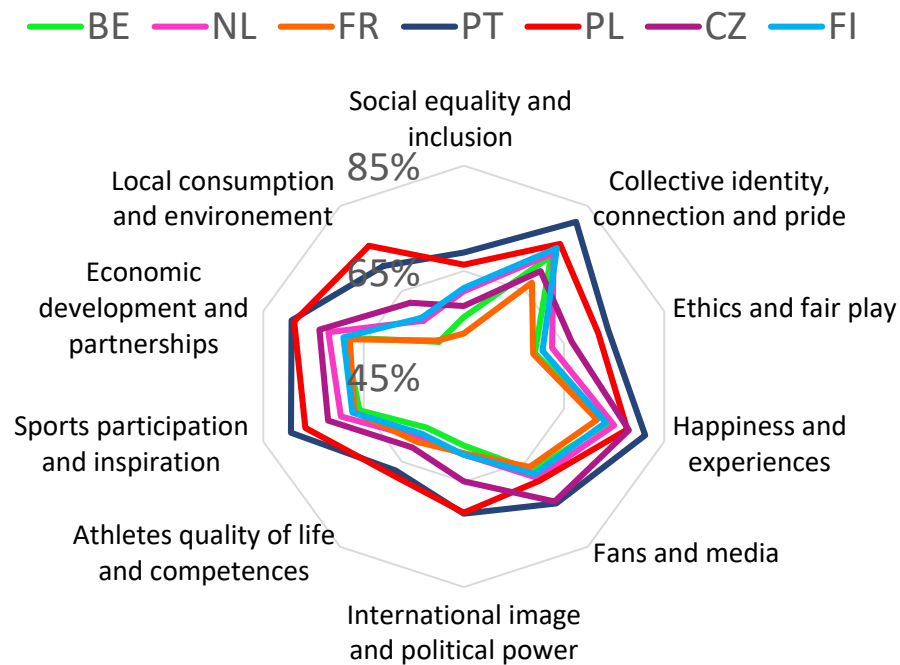 BE NL FR PT PL CZ FI
Social equality and
inclusion
85%
Local consumption
and environement
Collective identity,
connection and pride
65%
Economic
development and
partnerships
Ethics and fair play
45%
Sports participation
and inspiration
Happiness and
experiences
Athletes quality of life
and competences
Fans and media
International image
and political power